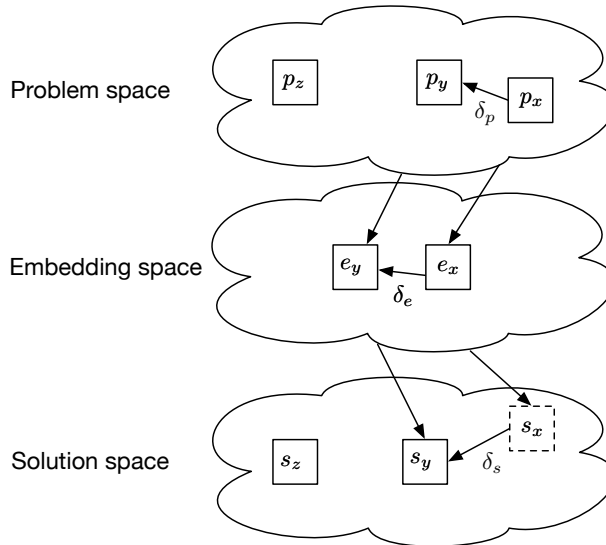 Problem space
p_z
p_y
p_x
δ_p
Embedding space
e_y
e_x
δ_e
Solution space
s_z
s_y
s_x
δ_s